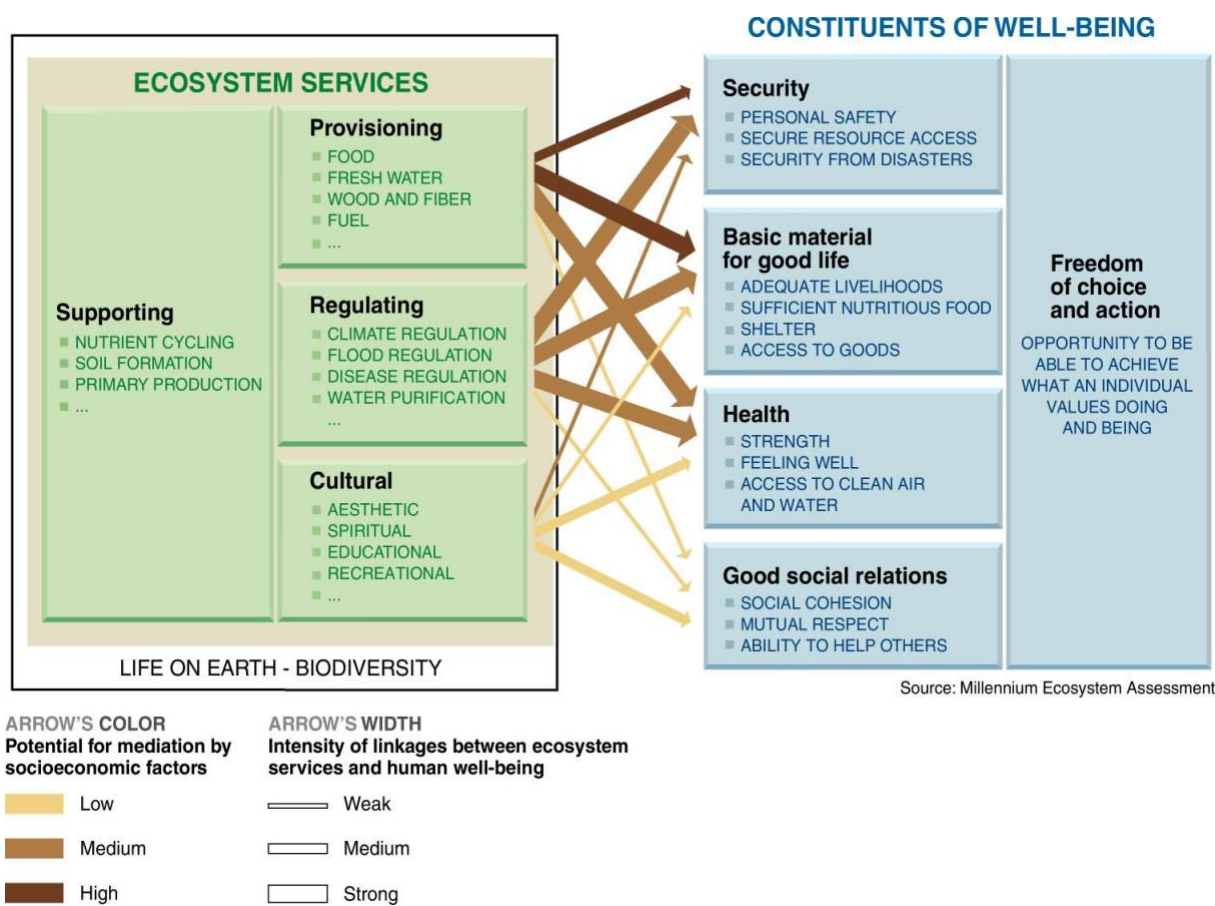 CONSTITUENTS OF WELL-BEING
ECOSYSTEM SERVICES
Supporting
NUTRIENT CYCLING
SOIL FORMATION
PRIMARY PRODUCTION
...
Provisioning
FOOD
FRESH WATER
WOOD AND FIBER
FUEL
...
Regulating
CLIMATE REGULATION
FLOOD REGULATION
DISEASE REGULATION
WATER PURIFICATION
...
Cultural
AESTHETIC
SPIRITUAL
EDUCATIONAL
RECREATIONAL
...
LIFE ON EARTH - BIODIVERSITY
Security
PERSONAL SAFETY
SECURE RESOURCE ACCESS
SECURITY FROM DISASTERS
Basic material
for good life
ADEQUATE LIVELIHOODS
SUFFICIENT NUTRITIOUS FOOD
SHELTER
ACCESS TO GOODS
Health
STRENGTH
FEELING WELL
ACCESS TO CLEAN AIR
AND WATER
Good social relations
SOCIAL COHESION
MUTUAL RESPECT
ABILITY TO HELP OTHERS
Freedom
of choice
and action
OPPORTUNITY TO BE
ABLE TO ACHIEVE
WHAT AN INDIVIDUAL
VALUES DOING
AND BEING
Source: Millennium Ecosystem Assessment
ARROW'S COLOR
Potential for mediation by
socioeconomic factors
Low
Medium
High
ARROW'S WIDTH
Intensity of linkages between ecosystem
services and human well-being
Weak
Medium
Strong